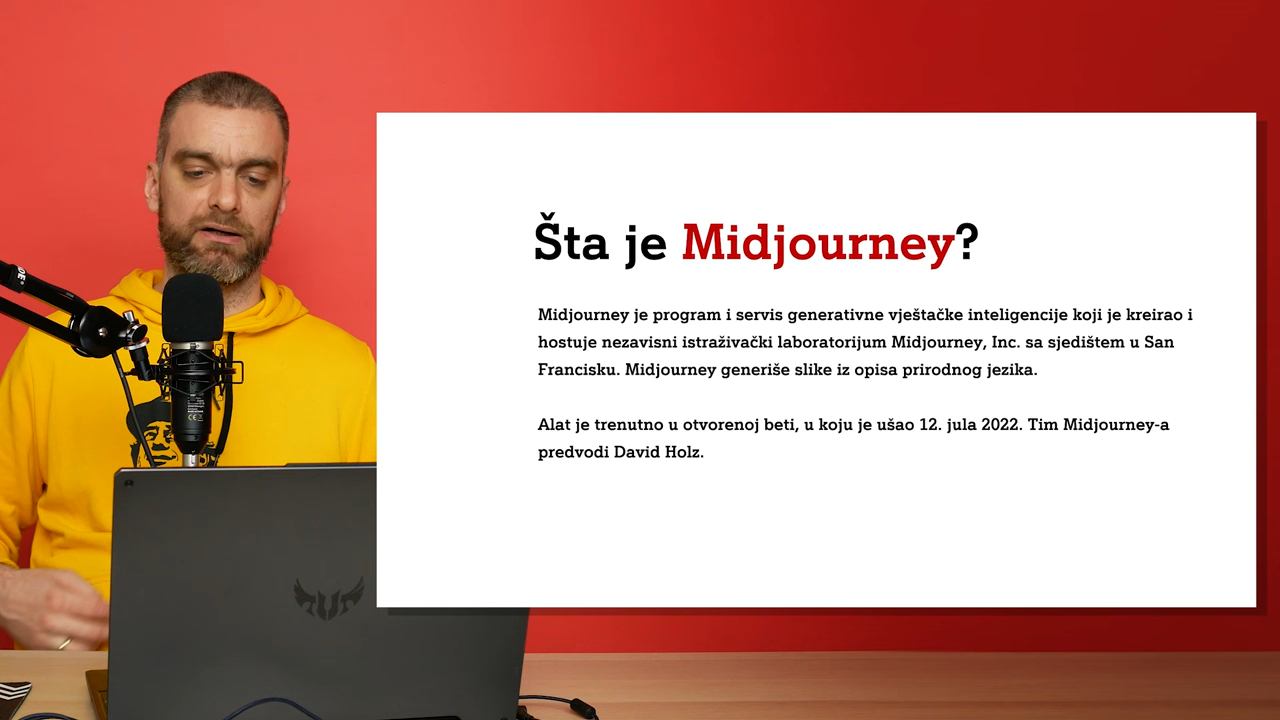 Šta je Midjourney?
Midjourney je program i servis generativne vještačke inteligencije koji je kreirao i
hostuje nezavisni istraživački laboratorijum Midjourney, Inc. sa sjedištem u San
Francisku. Midjourney generiše slike iz opisa prirodnog jezika.
Alat je trenutno u otvorenoj beti, u koju je ušao 12. jula 2022. Tim Midjourney-a
predvodi David Holz.